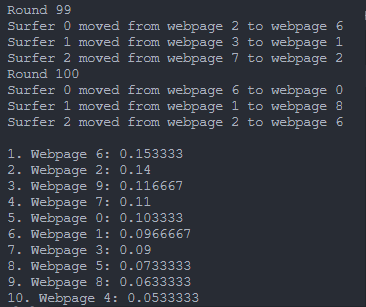 Round 99
Surfer 0 moved from webpage 2 to webpage 6
Surfer 1 moved from webpage 3 to webpage 1
Surfer 2 moved from webpage 7 to webpage 2
Round 100
Surfer 0 moved from webpage 6 to webpage 0
Surfer 1 moved from webpage 1 to webpage 8
Surfer 2 moved from webpage 2 to webpage 6
1. Webpage 6: 0.153333
2. Webpage 2: 0.14
3. Webpage 9: 0.116667
4. Webpage 7: 0.11
5. Webpage 0: 0.103333
6. Webpage 1: 0.0966667
7. Webpage 3: 0.09
8. Webpage 5: 0.0733333
9. Webpage 8: 0.0633333
10. Webpage 4: 0.0533333